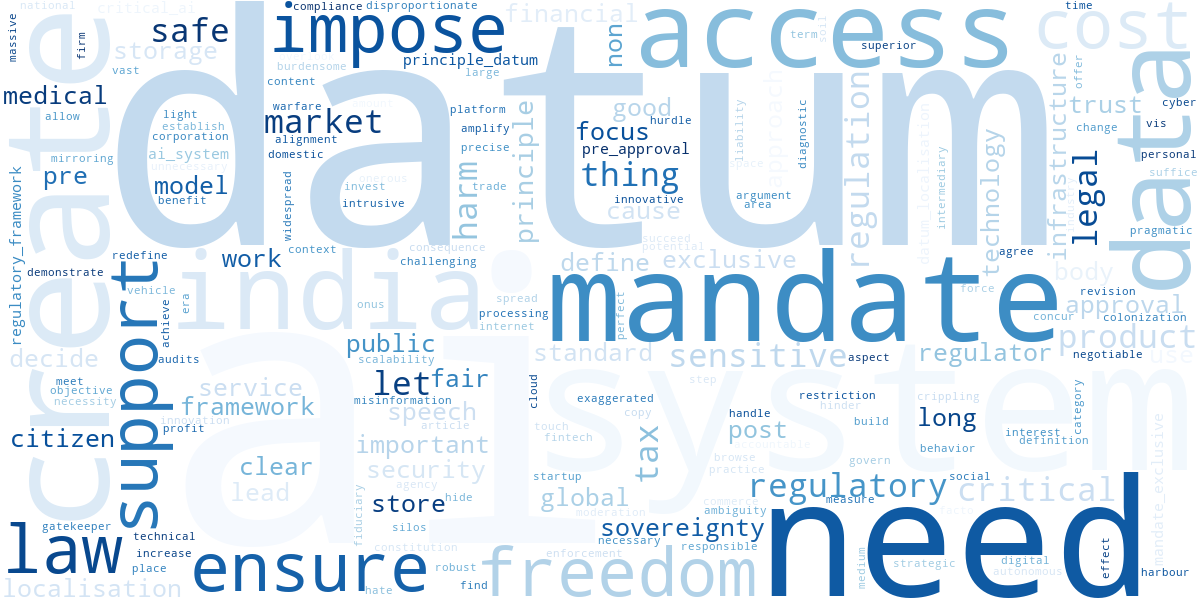 national
critical_ai
compliance
disproportionate
financial
time
massive
firm
safe
impose
access
cost
term
soil
superior
storage
vast
principle_datum
burdensome
content
large
non
datum
create
data
medical
allow
light
establish
corporation
market
warfare
alignment
domestic
platform
amplify
precise
good
hurdle
focus
pre_approval
thing
innovative
cause
liability
space
approach
diagnostic
argument
area
regulation
datum_localisation
intermediary
technology
infrastructure
industry
legal
trust
cyber
change
vis
offer
personal
suffice
pragmatic
mirroring
pre
ai_system
unnecessary
model
benefit
widespread
intrusive
invest
onerous
trade
harm
principle
regulatory_framework
redefine
demonstrate
vehicle
support
achieve
era
work
india
context
consequence
challenging
succeed
potential
define
exclusive
agree
body
revision
approval
concur
colonization
force
mandate
onus
spread
processing
internet
perfect
public
scalability
product
negotiable
use
decide
audits
meet
objective
necessity
service
framework
innovation
profit
let
fair
misinformation
standard
sensitive
aspect
regulator
step
ai
system
exaggerated
cloud
copy
restriction
hinder
crippling
category
citizen
clear
lead
speech
article
important
security
agency
hide
touch
fintech
startup
global
tax
post
handle
browse
practice
accountable
build
long
behavior
govern
interest
definition
mandate_exclusive
store
silos
fiduciary
moderation
commerce
ambiguity
regulatory
social
measure
critical
sovereignty
necessary
responsible
need
law
gatekeeper
technical
increase
place
localisation
ensure
hate
constitution
robust
find
enforcement
freedom
medium
strategic
digital
autonomous
effect
harbour